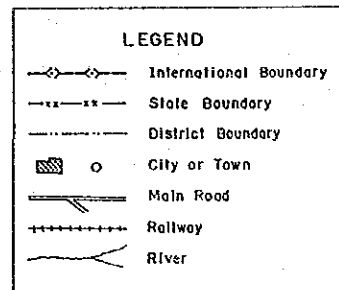 LEGEND
International Boundary
State Boundary
District Boundary
City or Town
Main Road
Railway
River